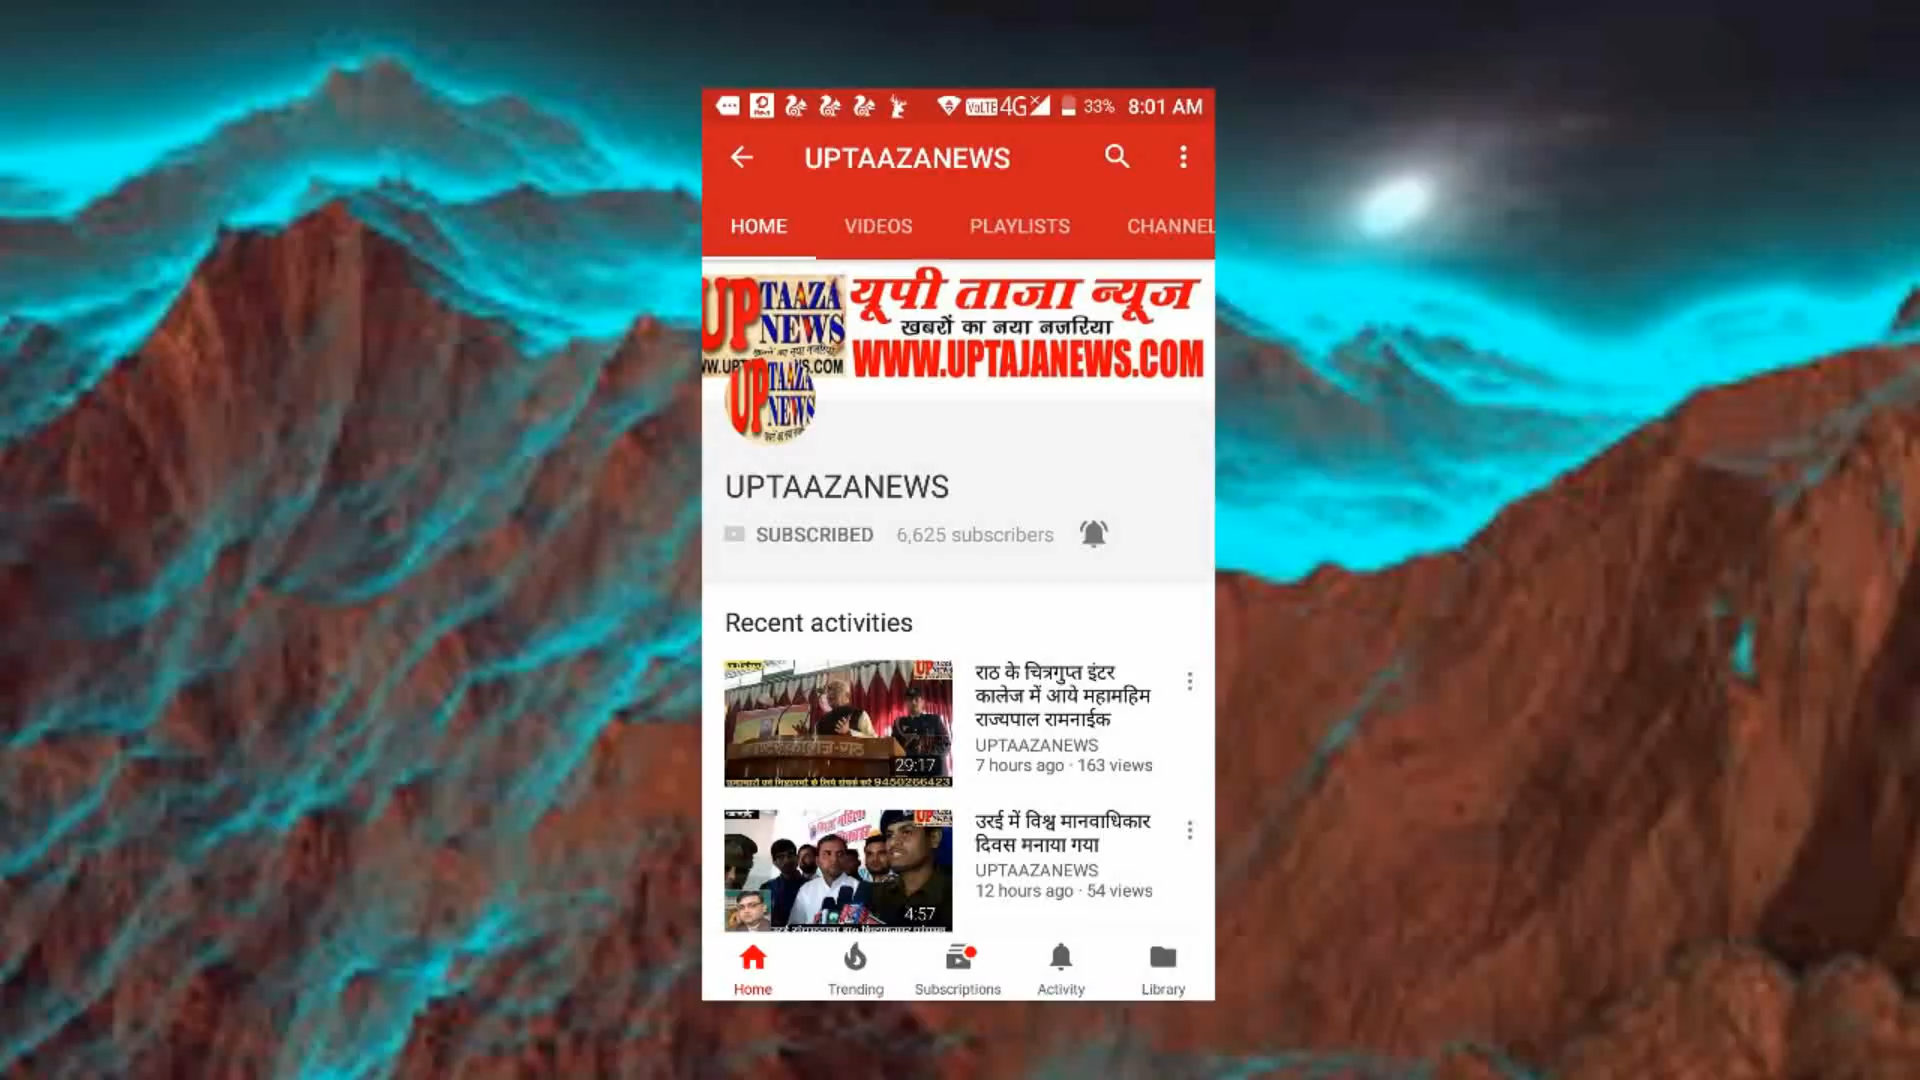 VoLTE 4G 33% 8:01 AM
UPTAAZANEWS
HOME VIDEOS PLAYLISTS CHANNEL
UP TAAZA NEWS
यूपी ताजा न्यूज
खबरों का नया नजरिया
WWW.UPTAJANEWS.COM
UP TAAZA NEWS
UPTAAZANEWS
SUBSCRIBED 6,625 subscribers
Recent activities
राठ के चित्रगुप्त इंटर
कालेज में आये महामहिम
राज्यपाल रामनाईक
UPTAAZANEWS
7 hours ago · 163 views
29:17
उरई में विश्व मानवाधिकार
दिवस मनाया गया
UPTAAZANEWS
12 hours ago · 54 views
4:57
Home Trending Subscriptions Activity Library